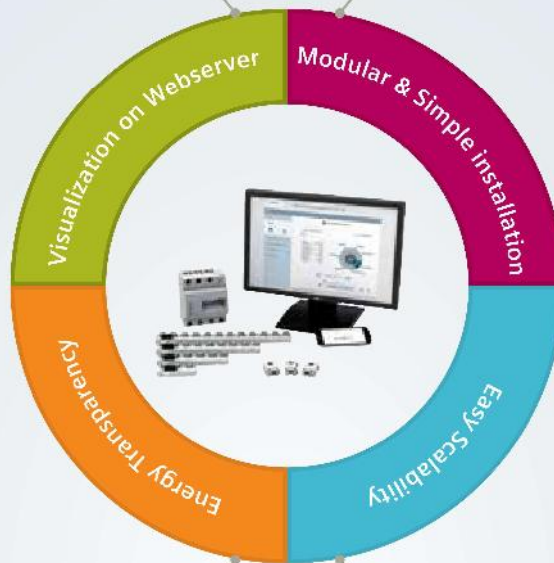 Visualization on Webserver
Modular & Simple installation
Energy Transparency
Easy Scalability